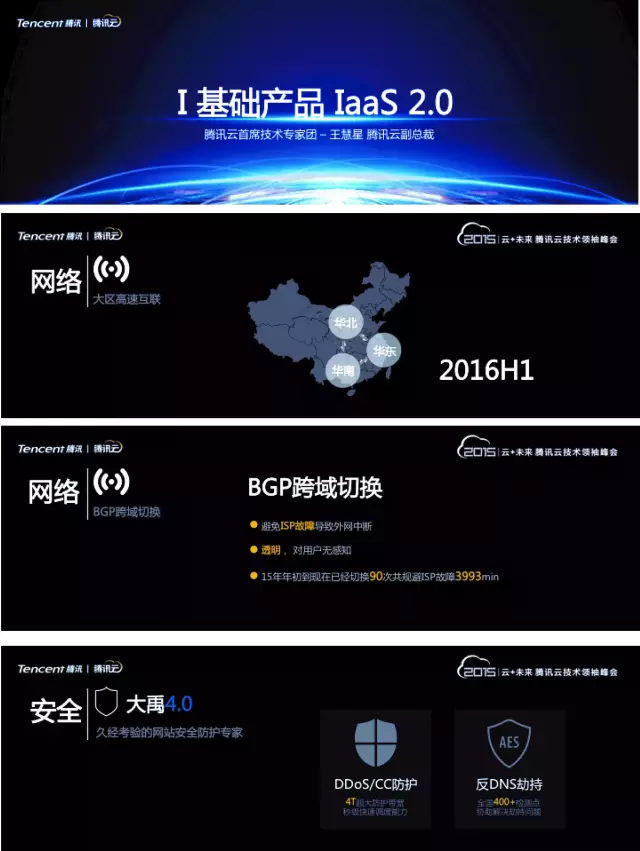 Tencent 腾讯 | 腾讯云
I 基础产品 IaaS 2.0
腾讯云首席技术专家团 – 王慧星 腾讯云副总裁
Tencent 腾讯 | 腾讯云
2015 | 云+未来 腾讯云技术领袖峰会
网络
大区高速互联
华北
华东
华南
2016H1
Tencent 腾讯 | 腾讯云
2015 | 云+未来 腾讯云技术领袖峰会
网络
BGP跨域切换
BGP跨域切换
避免ISP故障导致外网中断
透明，对用户无感知
15年年初到现在已经切换90次共规避ISP故障3993min
Tencent 腾讯 | 腾讯云
2015 | 云+未来 腾讯云技术领袖峰会
安全
大禹4.0
久经考验的网站安全防护专家
AES
DDoS/CC防护
反DNS劫持
4T超大防护带宽
秒级快速调度能力
全国400+检测点
协助解决劫持问题